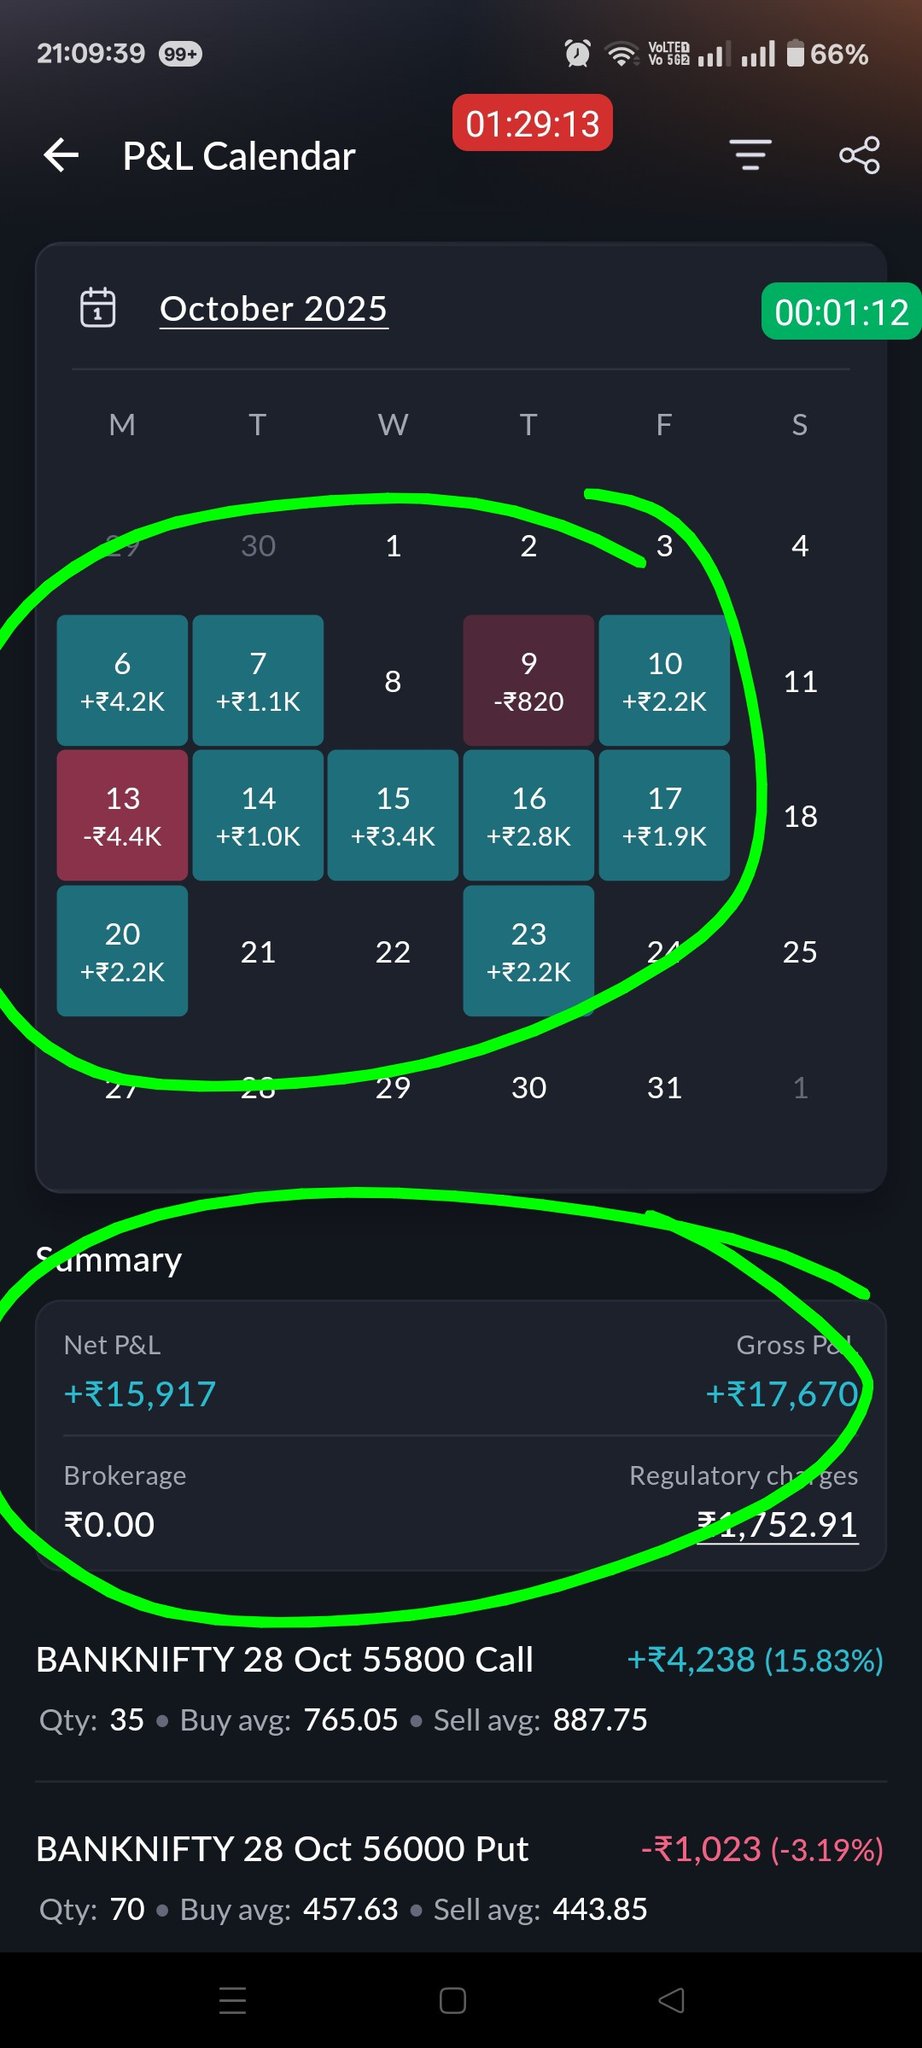 21:09:39 99+ VoLTE1 Vo 5G2 66%
01:29:13
P&L Calendar
October 2025
00:01:12
M T W T F S
29 30 1 2 3 4
6 7 8 9 10 11
+₹4.2K +₹1.1K -₹820 +₹2.2K
13 14 15 16 17 18
-₹4.4K +₹1.0K +₹3.4K +₹2.8K +₹1.9K
20 21 22 23 24 25
+₹2.2K +₹2.2K
27 28 29 30 31 1
Summary
Net P&L Gross P&L
+₹15,917 +₹17,670
Brokerage Regulatory charges
₹0.00 ₹1,752.91
BANKNIFTY 28 Oct 55800 Call +₹4,238 (15.83%)
Qty: 35 • Buy avg: 765.05 • Sell avg: 887.75
BANKNIFTY 28 Oct 56000 Put -₹1,023 (-3.19%)
Qty: 70 • Buy avg: 457.63 • Sell avg: 443.85